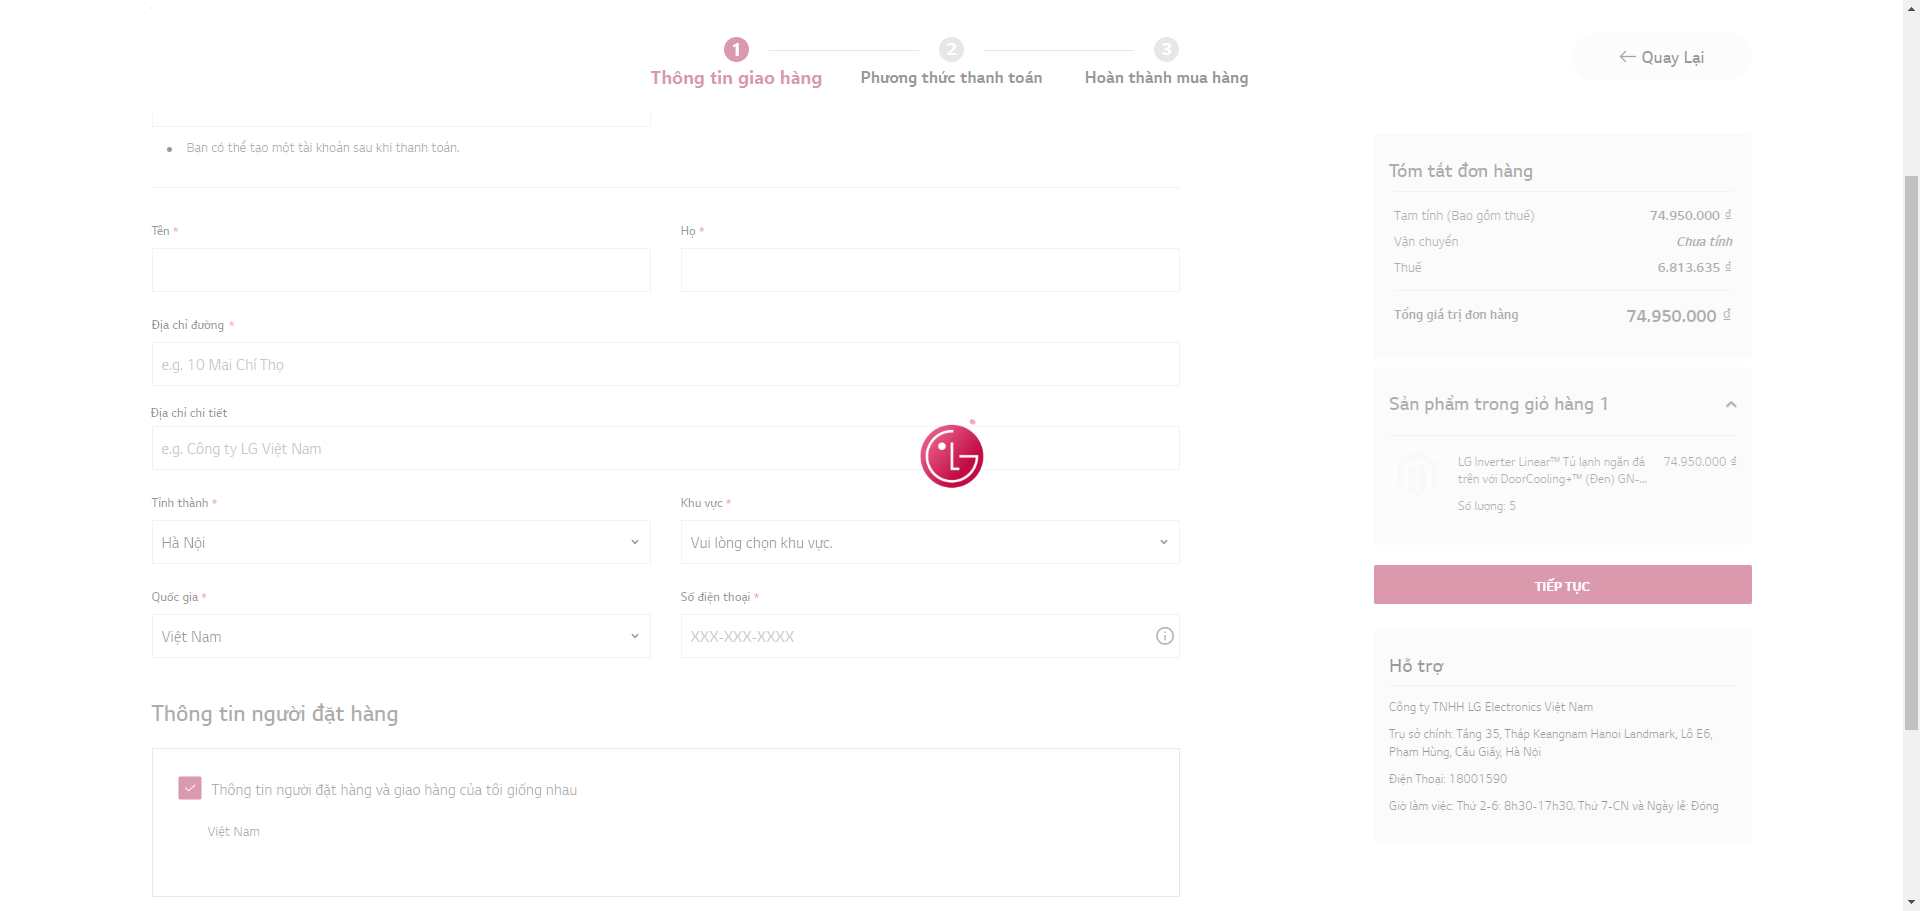 1
2
3
Thông tin giao hàng
Phương thức thanh toán
Hoàn thành mua hàng
← Quay Lại
Bạn có thể tạo một tài khoản sau khi thanh toán.
Tên *
Họ *
Địa chỉ đường *
e.g. 10 Mai Chí Thọ
Địa chỉ chi tiết
e.g. Công ty LG Việt Nam
Tỉnh thành *
Khu vực *
Hà Nội
Vui lòng chọn khu vực.
Quốc gia *
Số điện thoại *
Việt Nam
XXX-XXX-XXXX
Thông tin người đặt hàng
Thông tin người đặt hàng và giao hàng của tôi giống nhau
Việt Nam
LG
Tóm tắt đơn hàng
Tạm tính (Bao gồm thuế) 74.950.000 ₫
Vận chuyển Chưa tính
Thuế 6.813.635 ₫
Tổng giá trị đơn hàng 74.950.000 ₫
Sản phẩm trong giỏ hàng 1
LG Inverter Linear™ Tủ lạnh ngăn đá 74.950.000 ₫
trên với DoorCooling+™ (Đen) GN-...
Số lượng: 5
TIẾP TỤC
Hỗ trợ
Công ty TNHH LG Electronics Việt Nam
Trụ sở chính: Tầng 35, Tháp Keangnam Hanoi Landmark, Lô E6,
Phạm Hùng, Cầu Giấy, Hà Nội
Điện Thoại: 18001590
Giờ làm việc: Thứ 2-6: 8h30-17h30. Thứ 7-CN và Ngày lễ: Đóng